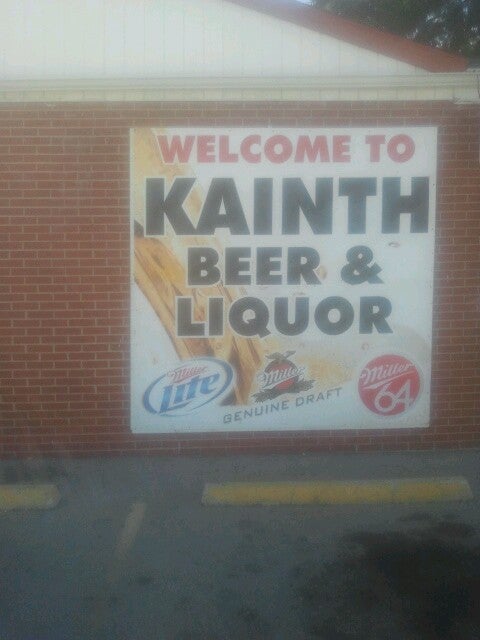 WELCOME TO
KAINTH
BEER &
LIQUOR
Miller Lite
Miller
GENUINE DRAFT
Miller
64